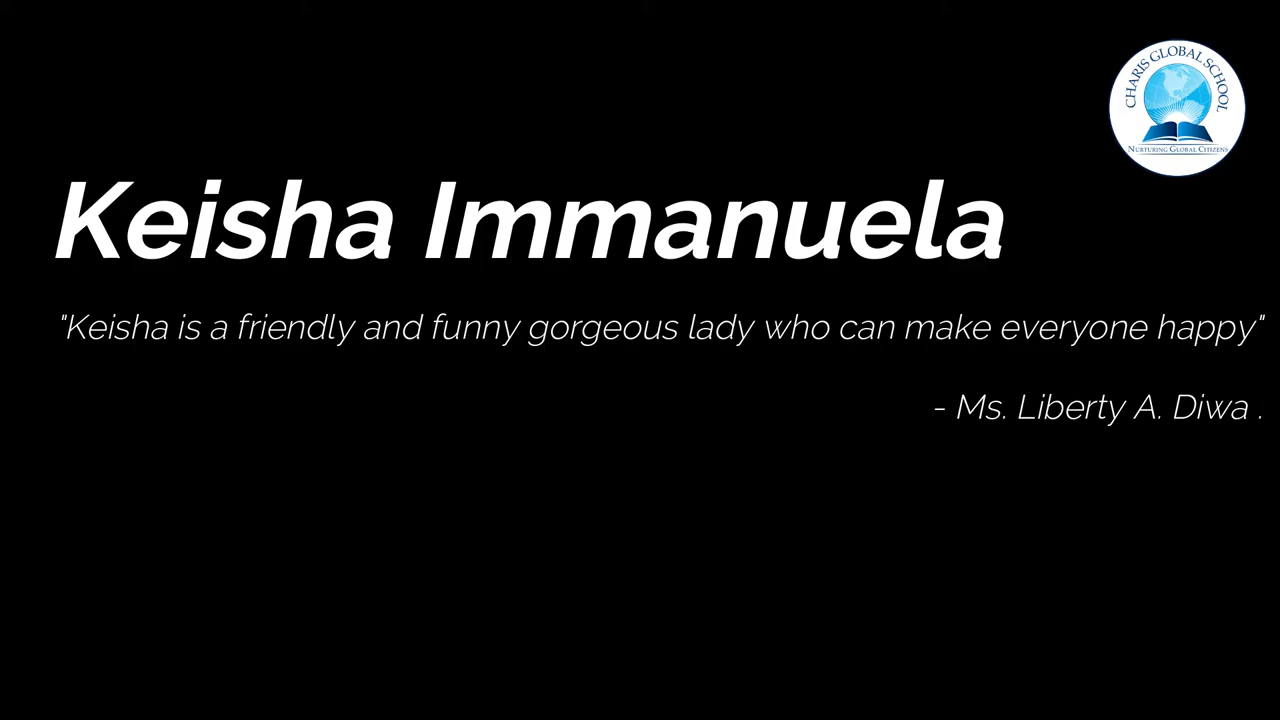 CHARIS GLOBAL SCHOOL
NURTURING GLOBAL CITIZENS
Keisha Immanuela
"Keisha is a friendly and funny gorgeous lady who can make everyone happy"
- Ms. Liberty A. Diwa .